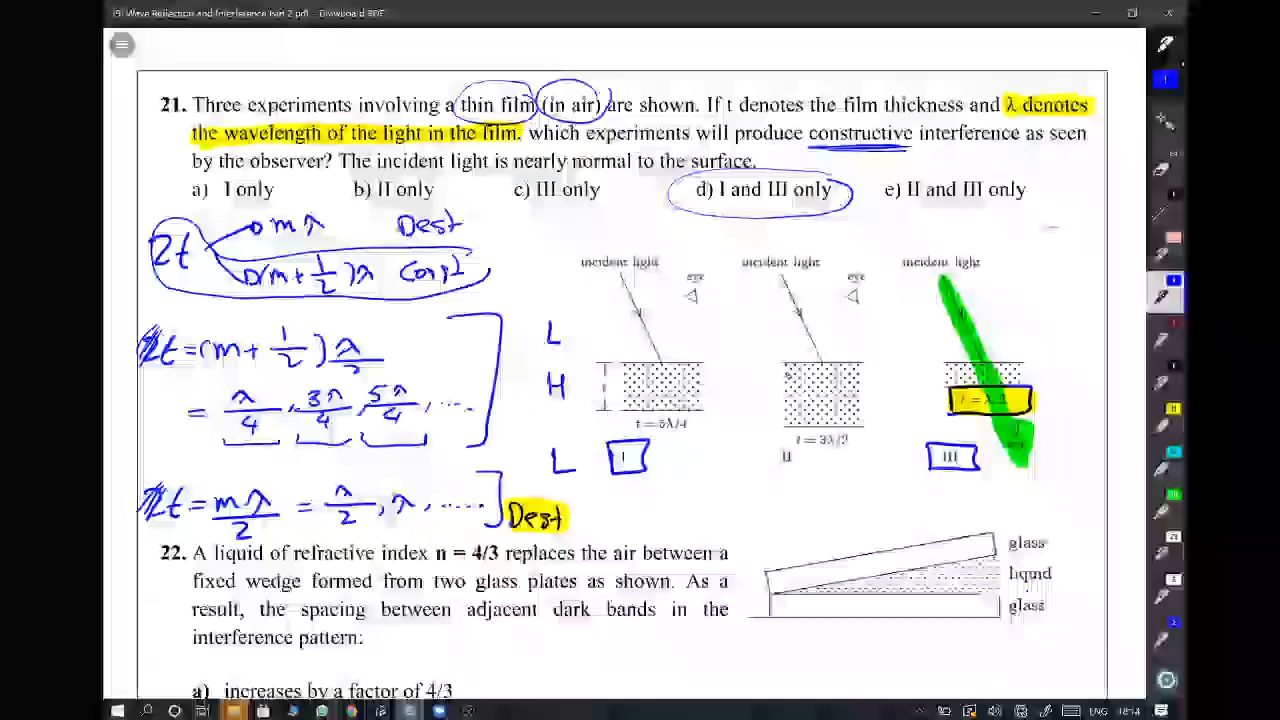 21. Three experiments involving a thin film (in air) are shown. If t denotes the film thickness and λ denotes
the wavelength of the light in the film, which experiments will produce constructive interference as seen
by the observer? The incident light is nearly normal to the surface.
a) I only b) II only c) III only d) I and III only e) II and III only
2t mλ Dest
(m+1/2)λ
incident light eye incident light eye incident light
2t=(m+1/2)λ/2
= λ/4, 3λ/4, 5λ/4, ....
L
H
L
t = 5λ/4 t = 3λ/2
I II III
2t = mλ/2 = λ/2, λ, ..... Dest
22. A liquid of refractive index n = 4/3 replaces the air between a
fixed wedge formed from two glass plates as shown. As a
result, the spacing between adjacent dark bands in the
interference pattern:
glass
liquid
glass
a) increases by a factor of 4/3
ENG